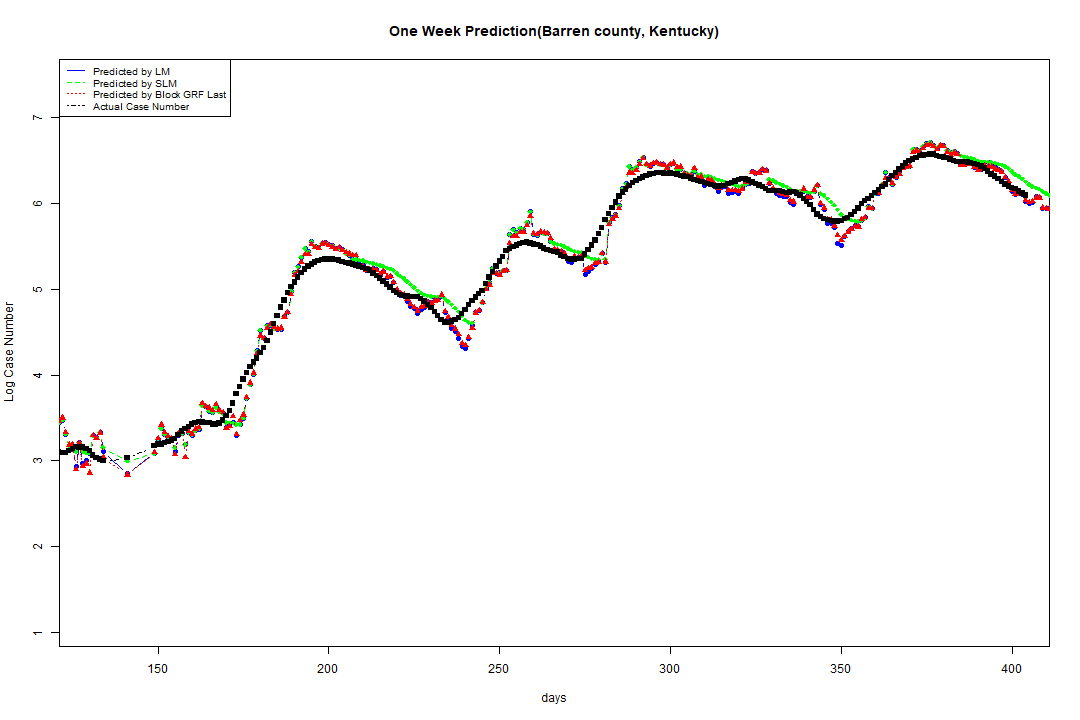 One Week Prediction(Barren county, Kentucky)
Predicted by LM
Predicted by SLM
Predicted by Block GRF Last
Actual Case Number
7
6
5
4
3
2
1
Log Case Number
150 200 250 300 350 400
days